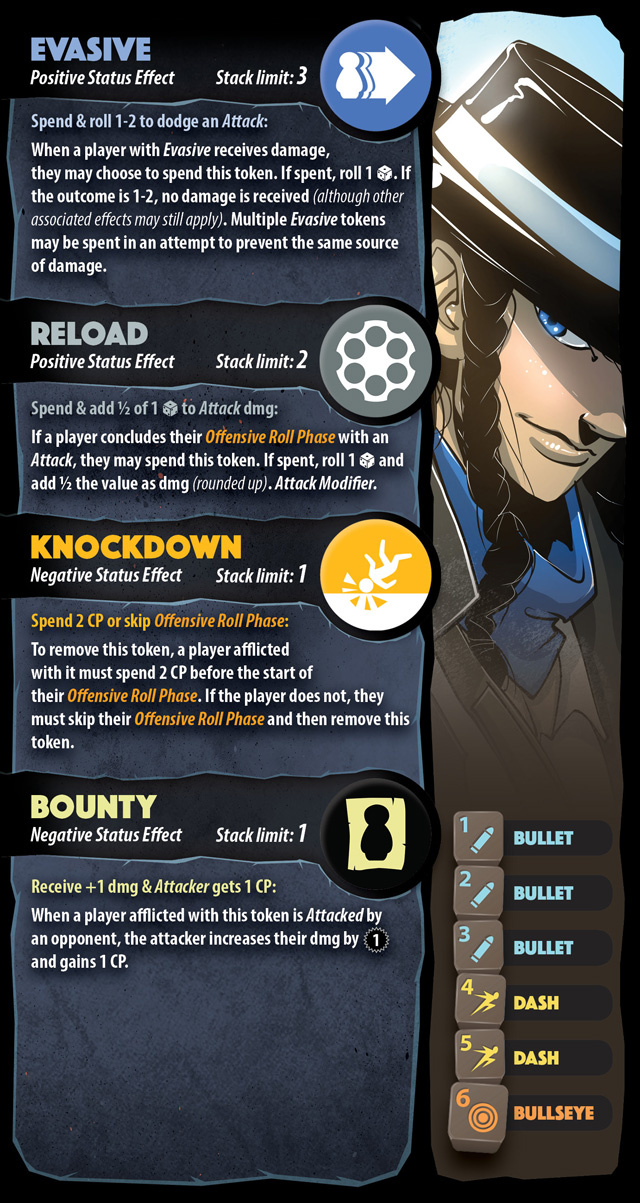 EVASIVE
Positive Status Effect Stack limit: 3
Spend & roll 1-2 to dodge an Attack:
When a player with Evasive receives damage,
they may choose to spend this token. If spent, roll 1 . If
the outcome is 1-2, no damage is received (although other
associated effects may still apply). Multiple Evasive tokens
may be spent in an attempt to prevent the same source
of damage.
RELOAD
Positive Status Effect Stack limit: 2
Spend & add ½ of 1 to Attack dmg:
If a player concludes their Offensive Roll Phase with an
Attack, they may spend this token. If spent, roll 1 and
add ½ the value as dmg (rounded up). Attack Modifier.
KNOCKDOWN
Negative Status Effect Stack limit: 1
Spend 2 CP or skip Offensive Roll Phase:
To remove this token, a player afflicted
with it must spend 2 CP before the start of
their Offensive Roll Phase. If the player does not, they
must skip their Offensive Roll Phase and then remove this
token.
BOUNTY
Negative Status Effect Stack limit: 1
Receive +1 dmg & Attacker gets 1 CP:
When a player afflicted with this token is Attacked by
an opponent, the attacker increases their dmg by 1
and gains 1 CP.
1 BULLET
2 BULLET
3 BULLET
4 DASH
5 DASH
6 BULLSEYE